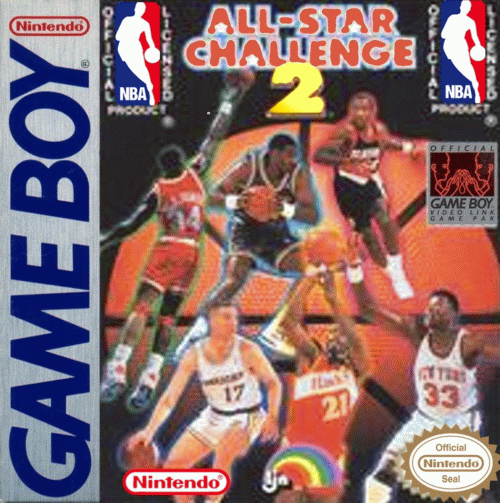 Nintendo®
GAME BOY®
OFFICIAL
NBA
LICENSED
PRODUCT
ALL-STAR
CHALLENGE
2
OFFICIAL
NBA
LICENSED
PRODUCT
OFFICIAL
GAME BOY
VIDEO LINK
GAME PAK
17
21
NEW YORK
33
Nintendo®
ljn
Official
Nintendo
Seal